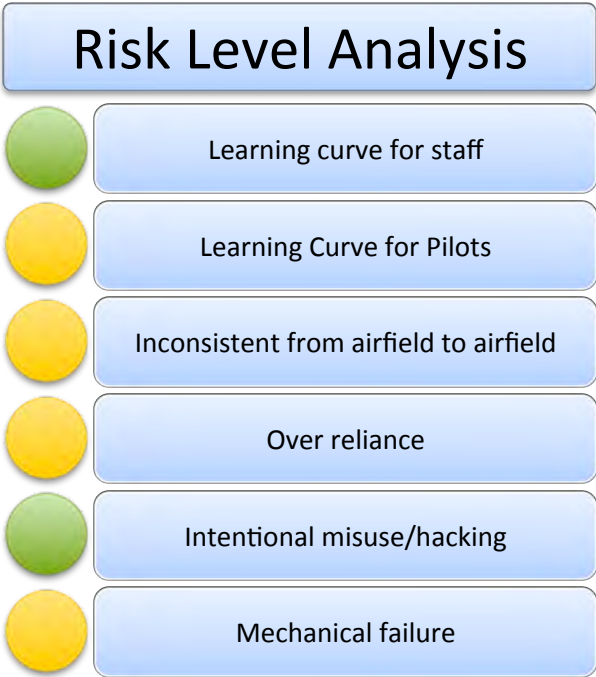 Risk Level Analysis
Learning curve for staff
Learning Curve for Pilots
Inconsistent from airfield to airfield
Over reliance
Intentional misuse/hacking
Mechanical failure